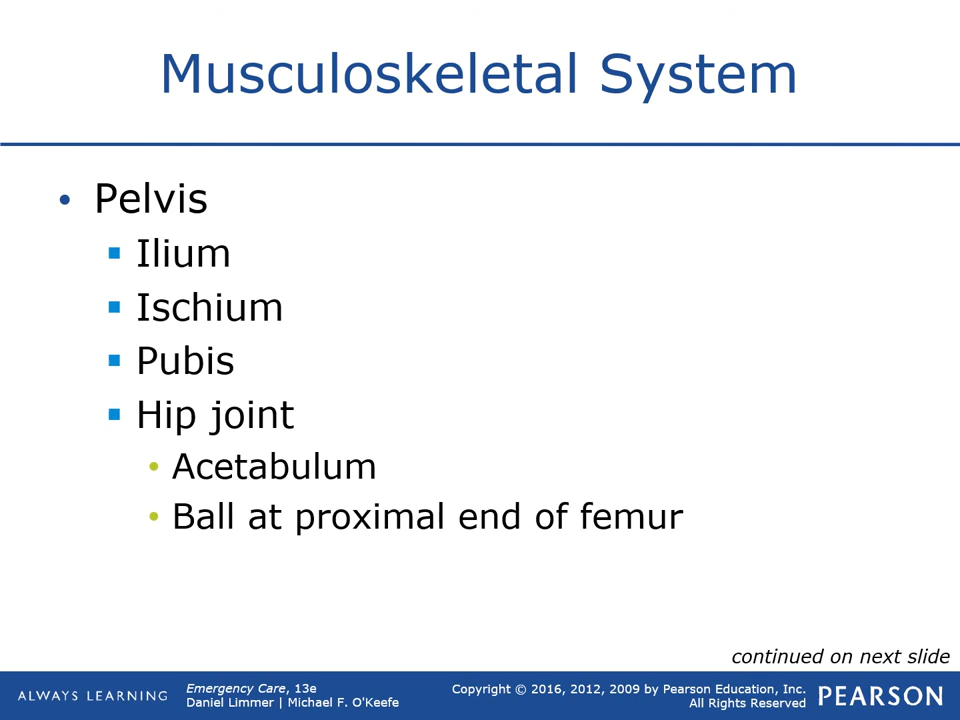 Musculoskeletal System
• Pelvis
▪ Ilium
▪ Ischium
▪ Pubis
▪ Hip joint
• Acetabulum
• Ball at proximal end of femur
continued on next slide
ALWAYS LEARNING
Emergency Care, 13e
Daniel Limmer | Michael F. O'Keefe
Copyright © 2016, 2012, 2009 by Pearson Education, Inc.
All Rights Reserved
PEARSON